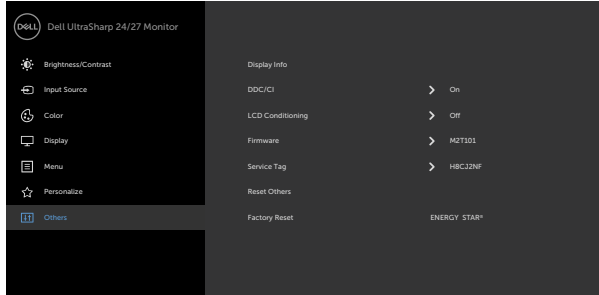 DELL Dell UltraSharp 24/27 Monitor
Brightness/Contrast Display Info
Input Source DDC/CI On
Color LCD Conditioning Off
Display Firmware M2T101
Menu Service Tag H8CJ2NF
Personalize Reset Others
Others Factory Reset ENERGY STAR®